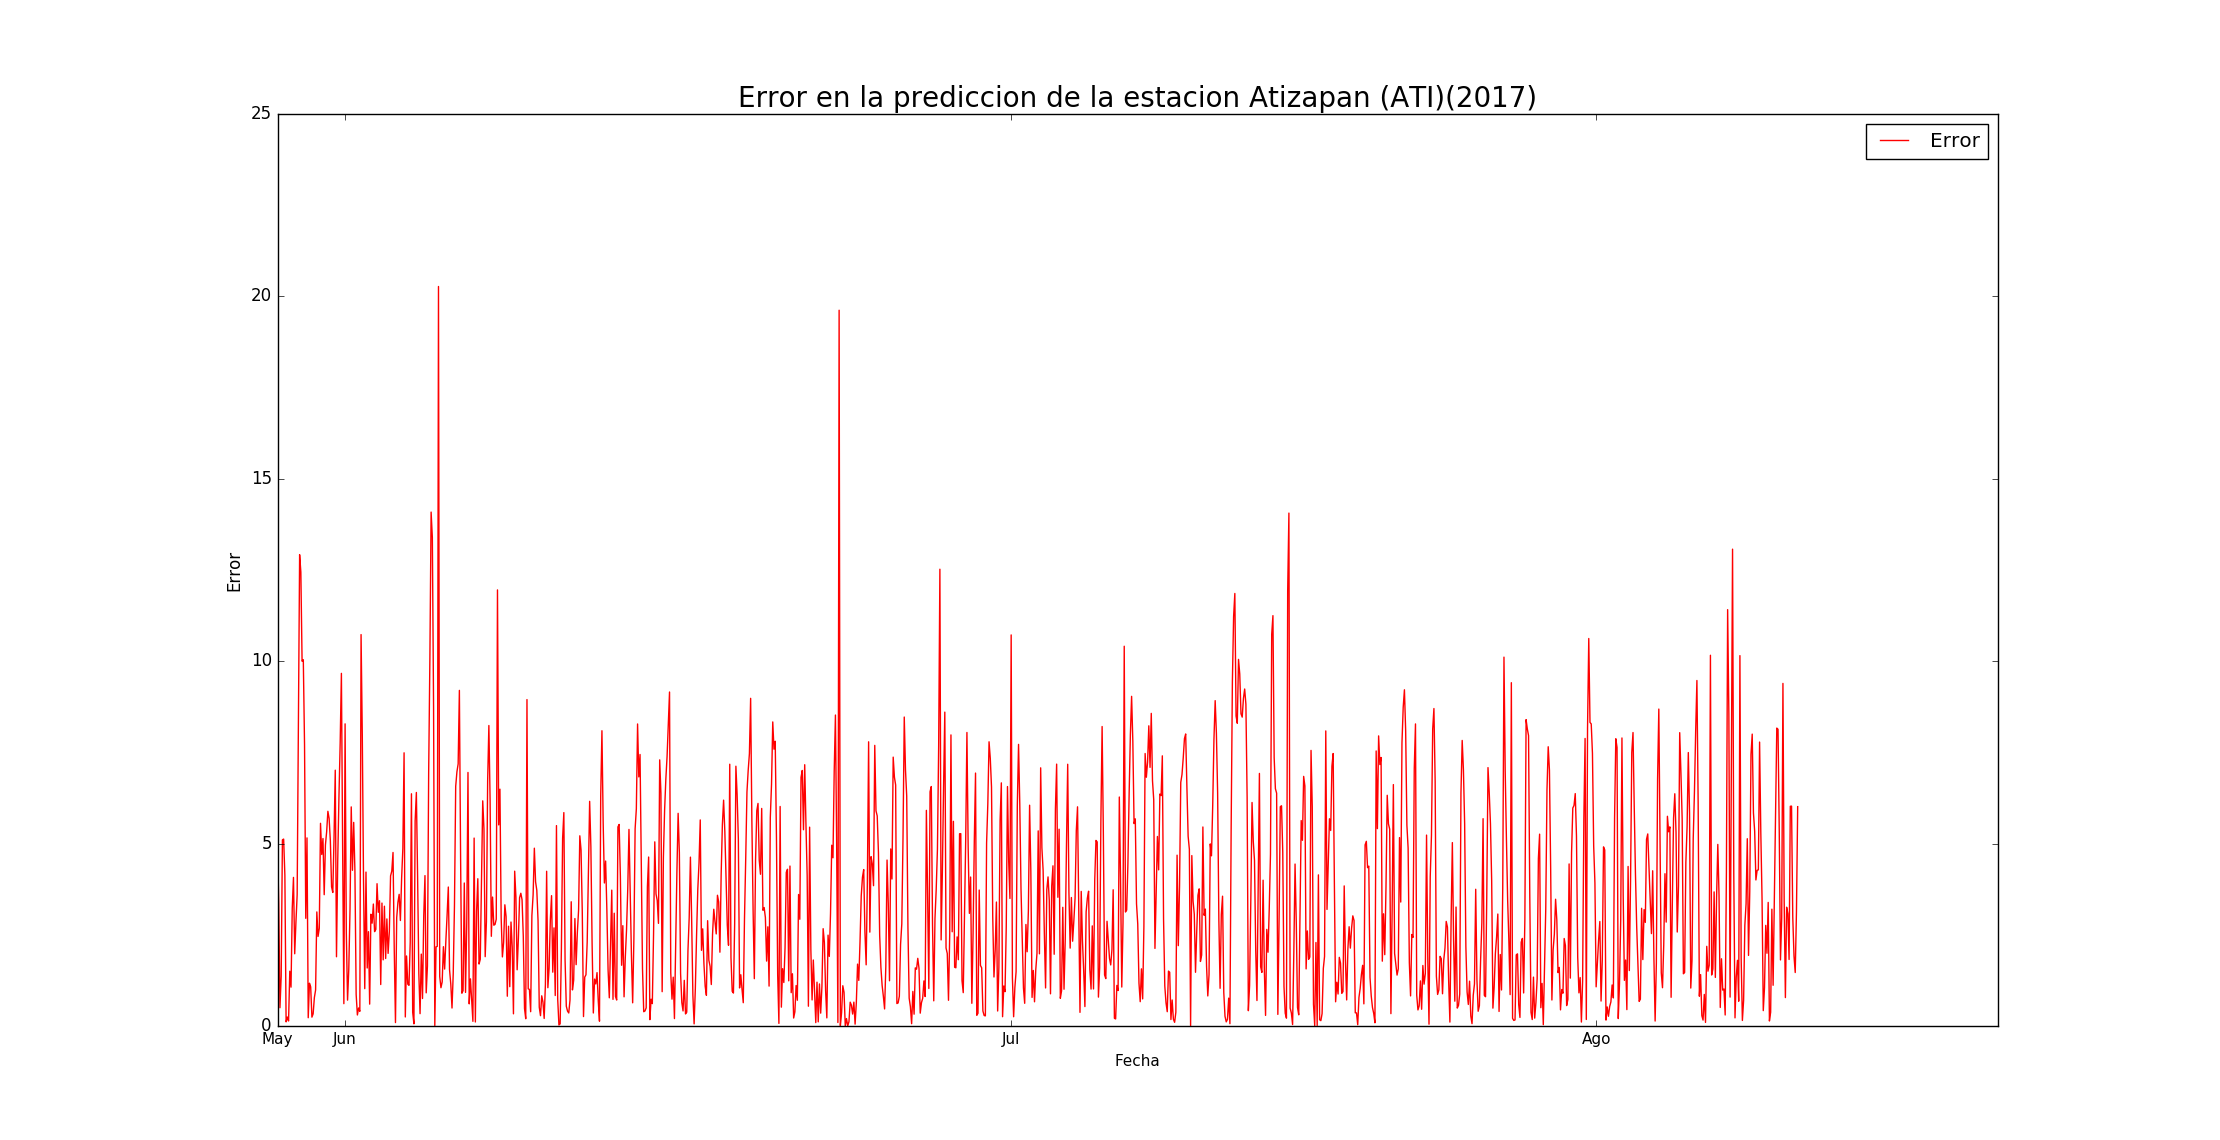 Error en la prediccion de la estacion Atizapan (ATI)(2017)
25
Error
20
15
10
5
0
Error
May
Jun
Jul
Ago
Fecha